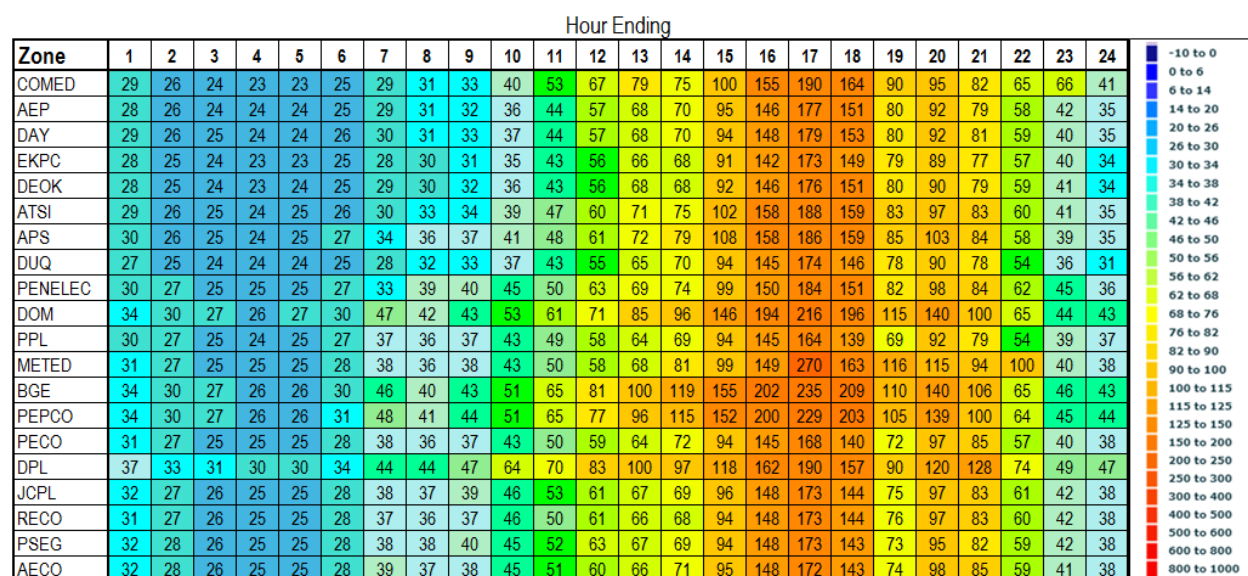 Hour Ending
Zone 1 2 3 4 5 6 7 8 9 10 11 12 13 14 15 16 17 18 19 20 21 22 23 24
COMED 29 26 24 23 23 25 29 31 33 40 53 67 79 75 100 155 190 164 90 95 82 65 66 41
AEP 28 26 24 24 24 25 29 31 32 36 44 57 68 70 95 146 177 151 80 92 79 58 42 35
DAY 29 26 25 24 24 26 30 31 33 37 44 57 68 70 94 148 179 153 80 92 81 59 40 35
EKPC 28 25 24 23 23 25 28 30 31 35 43 56 66 68 91 142 173 149 79 89 77 57 40 34
DEOK 28 25 24 23 24 25 29 30 32 36 43 56 68 68 92 146 176 151 80 90 79 59 41 34
ATSI 29 26 25 24 25 26 30 33 34 39 47 60 71 75 102 158 188 159 83 97 83 60 41 35
APS 30 26 25 24 25 27 34 36 37 41 48 61 72 79 108 158 186 159 85 103 84 58 39 35
DUQ 27 25 24 24 24 25 28 32 33 37 43 55 65 70 94 145 174 146 78 90 78 54 36 31
PENELEC 30 27 25 25 25 27 33 39 40 45 50 63 69 74 99 150 184 151 82 98 84 62 45 36
DOM 34 30 27 26 27 30 47 42 43 53 61 71 85 96 146 194 216 196 115 140 100 65 44 43
PPL 30 27 25 25 25 27 37 36 37 43 49 58 64 69 94 145 164 139 69 92 79 54 39 37
METED 31 27 25 25 25 28 38 36 38 43 50 58 68 81 99 149 270 163 116 115 94 100 40 38
BGE 34 30 27 26 26 30 46 40 43 51 65 81 100 119 155 202 235 209 110 140 106 65 46 43
PEPCO 34 30 27 26 26 31 48 41 44 51 65 77 96 115 152 200 229 203 105 139 100 64 45 44
PECO 31 27 25 25 25 28 38 36 37 43 50 59 64 72 94 145 168 140 72 97 85 57 40 38
DPL 37 33 31 30 30 34 44 44 47 64 70 83 100 97 118 162 190 157 90 120 128 74 49 47
JCPL 32 27 26 25 25 28 38 37 39 46 53 61 67 69 96 148 173 144 75 97 83 61 42 38
RECO 31 27 26 25 25 28 37 36 37 46 50 61 66 68 94 148 173 144 76 97 83 60 42 38
PSEG 32 28 26 25 25 28 38 38 40 45 52 63 67 69 94 148 173 143 73 95 82 59 42 38
AECO 32 28 26 25 25 28 39 37 38 45 51 60 66 71 95 148 172 143 74 98 85 59 41 38
-10 to 0
0 to 6
6 to 14
14 to 20
20 to 26
26 to 30
30 to 34
34 to 38
38 to 42
42 to 46
46 to 50
50 to 56
56 to 62
62 to 68
68 to 76
76 to 82
82 to 90
90 to 100
100 to 115
115 to 125
125 to 150
150 to 200
200 to 250
250 to 300
300 to 400
400 to 500
500 to 600
600 to 800
800 to 1000